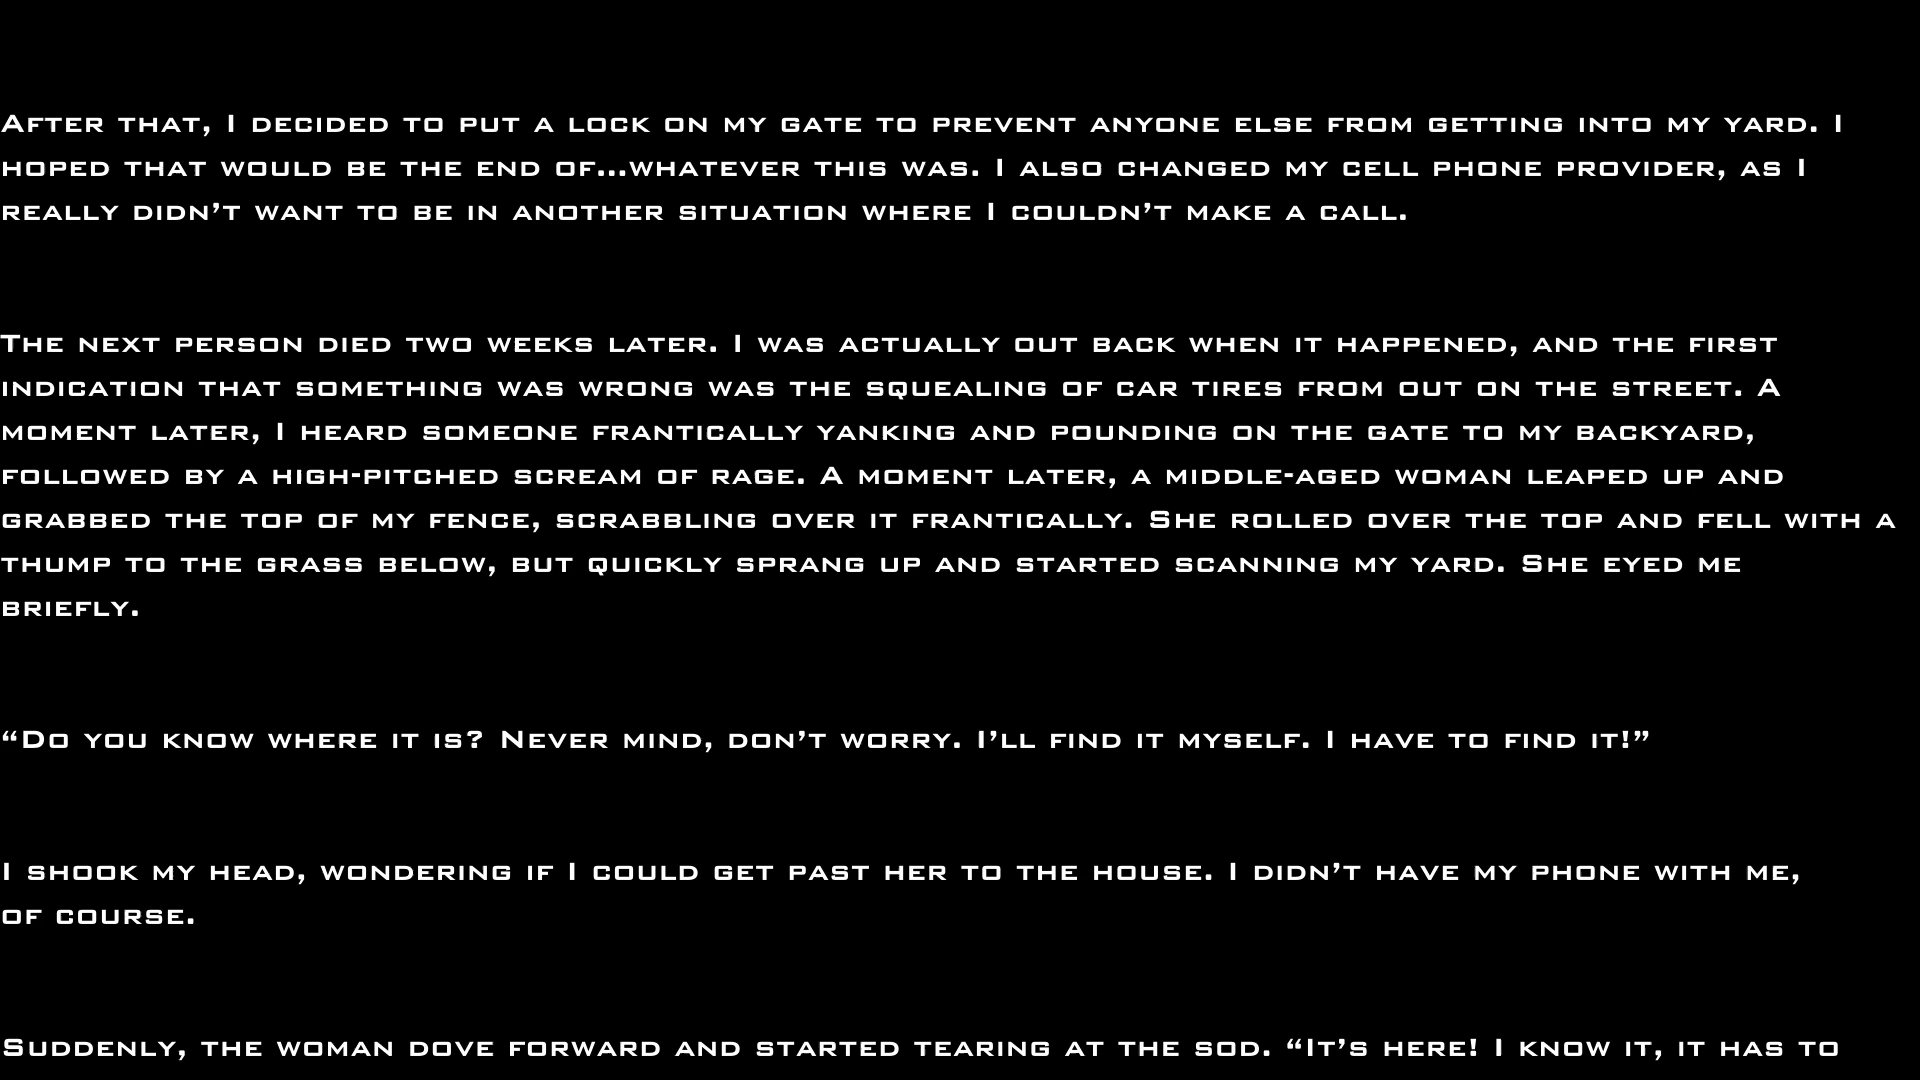 After that, I decided to put a lock on my gate to prevent anyone else from getting into my yard. I
hoped that would be the end of...whatever this was. I also changed my cell phone provider, as I
really didn’t want to be in another situation where I couldn’t make a call.
The next person died two weeks later. I was actually out back when it happened, and the first
indication that something was wrong was the squealing of car tires from out on the street. A
moment later, I heard someone frantically yanking and pounding on the gate to my backyard,
followed by a high-pitched scream of rage. A moment later, a middle-aged woman leaped up and
grabbed the top of my fence, scrabbling over it frantically. She rolled over the top and fell with a
thump to the grass below, but quickly sprang up and started scanning my yard. She eyed me
briefly.
“Do you know where it is? Never mind, don’t worry. I’ll find it myself. I have to find it!”
I shook my head, wondering if I could get past her to the house. I didn’t have my phone with me,
of course.
Suddenly, the woman dove forward and started tearing at the sod. “It’s here! I know it, it has to